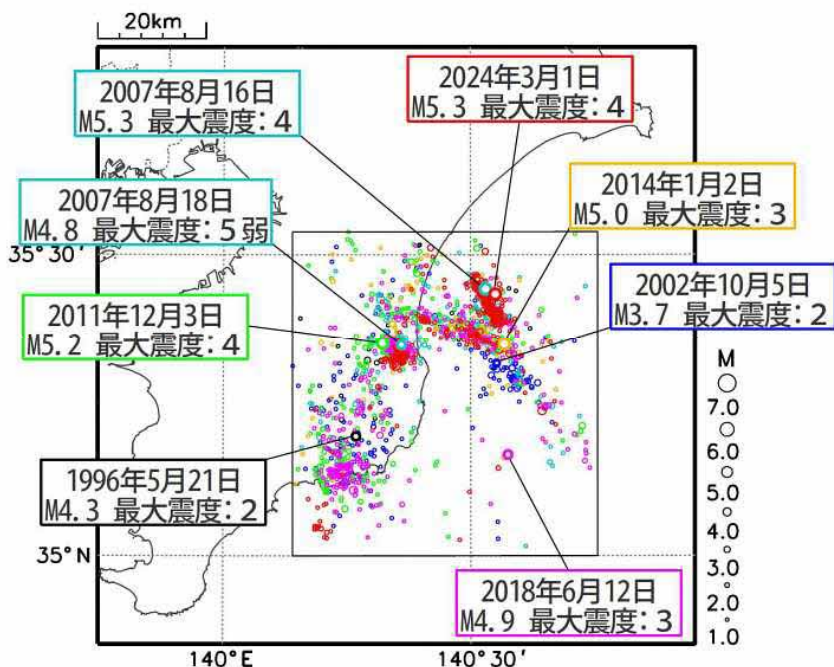 20km
2007年8月16日
M5.3 最大震度：4
2024年3月1日
M5.3 最大震度：4
2007年8月18日
M4.8 最大震度：5弱
2014年1月2日
M5.0 最大震度：3
35°30′
2002年10月5日
M3.7 最大震度：2
2011年12月3日
M5.2 最大震度：4
M
7.0
6.0
5.0
4.0
3.0
2.0
1.0
1996年5月21日
M4.3 最大震度：2
35°N
2018年6月12日
M4.9 最大震度：3
140°E
140°30′